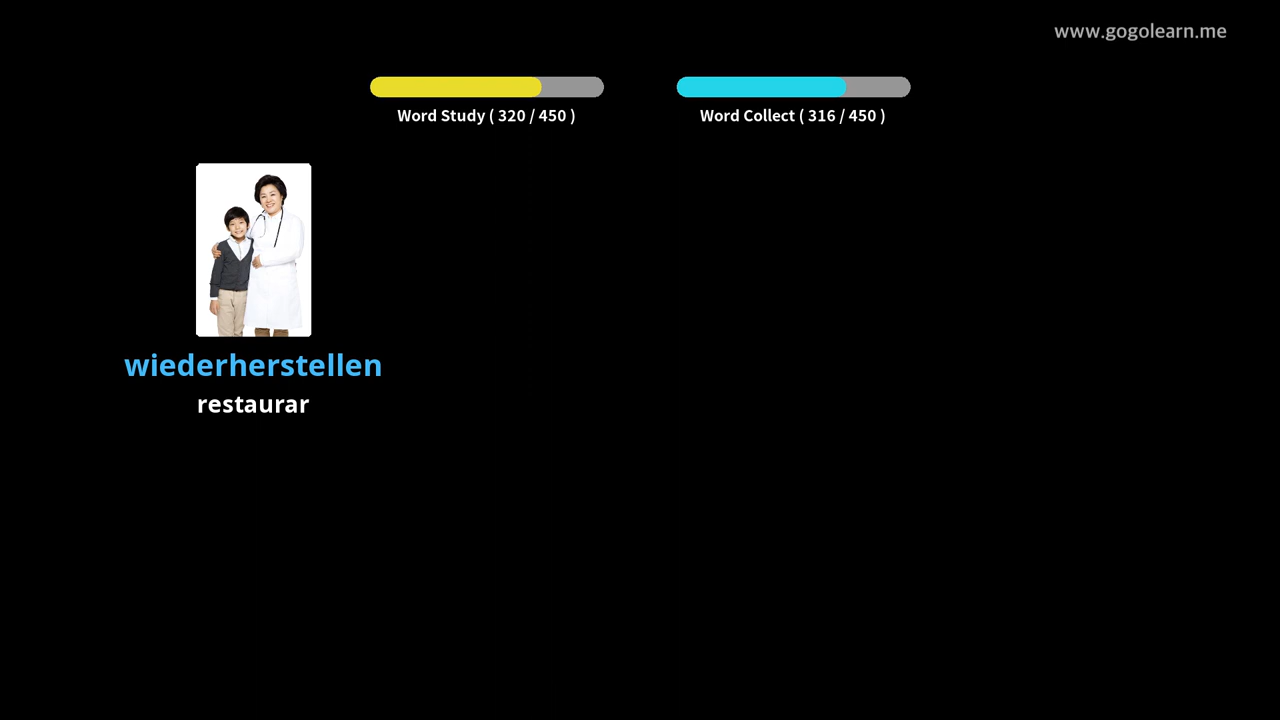 www.gogolearn.me
Word Study ( 320 / 450 )
Word Collect ( 316 / 450 )
wiederherstellen
restaurar